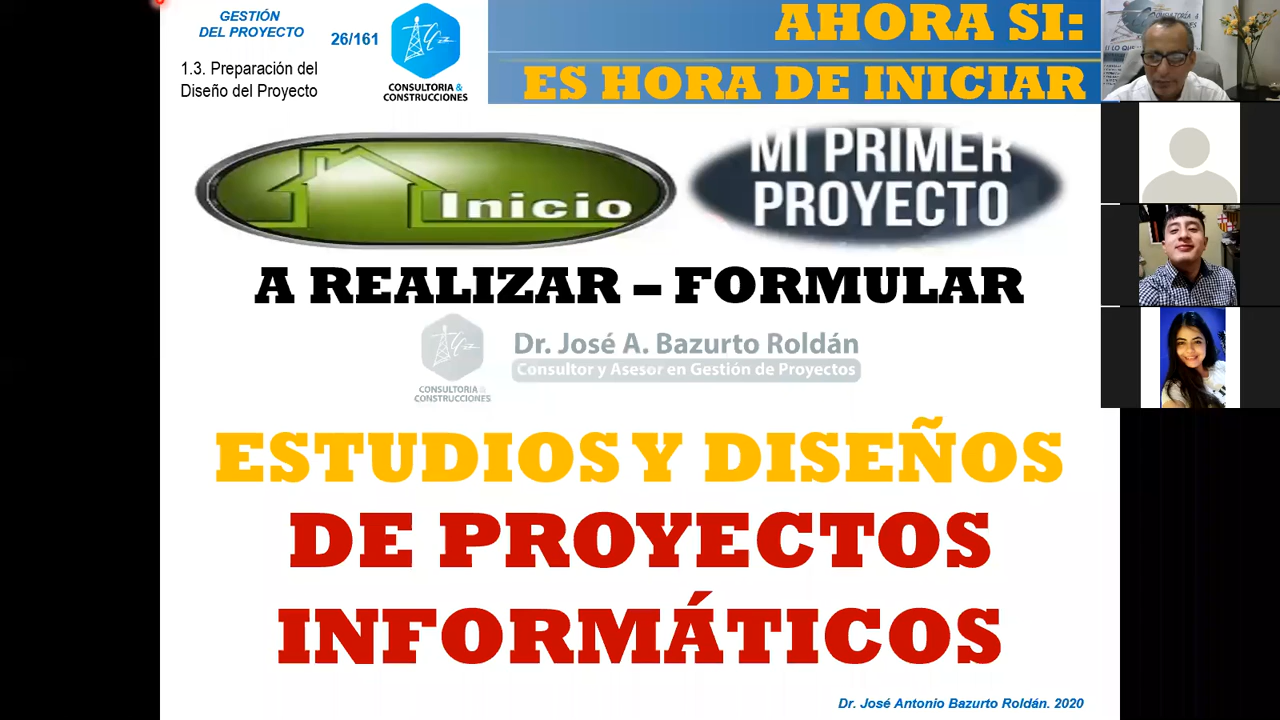 GESTIÓN
DEL PROYECTO
26/161
1.3. Preparación del
Diseño del Proyecto
CONSULTORIA &
CONSTRUCCIONES
AHORA SI:
ES HORA DE INICIAR
Inicio
MI PRIMER
PROYECTO
A REALIZAR – FORMULAR
Dr. José A. Bazurto Roldán
Consultor y Asesor en Gestión de Proyectos
CONSULTORIA &
CONSTRUCCIONES
ESTUDIOS Y DISEÑOS
DE PROYECTOS
INFORMÁTICOS
Dr. José Antonio Bazurto Roldán. 2020